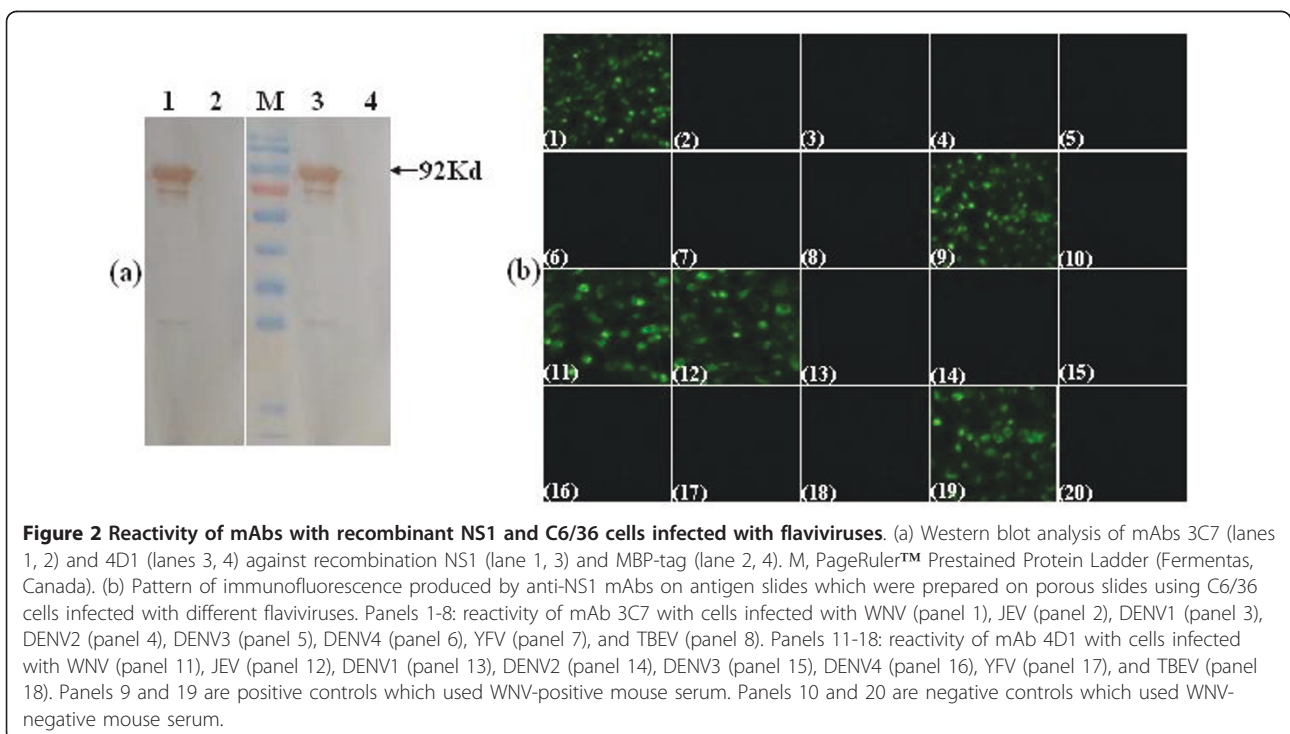 1 2 M 3 4
←92Kd
(a)
(b)
(1) (2) (3) (4) (5)
(6) (7) (8) (9) (10)
(11) (12) (13) (14) (15)
(16) (17) (18) (19) (20)
Figure 2 Reactivity of mAbs with recombinant NS1 and C6/36 cells infected with flaviviruses. (a) Western blot analysis of mAbs 3C7 (lanes
1, 2) and 4D1 (lanes 3, 4) against recombination NS1 (lane 1, 3) and MBP-tag (lane 2, 4). M, PageRuler™ Prestained Protein Ladder (Fermentas,
Canada). (b) Pattern of immunofluorescence produced by anti-NS1 mAbs on antigen slides which were prepared on porous slides using C6/36
cells infected with different flaviviruses. Panels 1-8: reactivity of mAb 3C7 with cells infected with WNV (panel 1), JEV (panel 2), DENV1 (panel 3),
DENV2 (panel 4), DENV3 (panel 5), DENV4 (panel 6), YFV (panel 7), and TBEV (panel 8). Panels 11-18: reactivity of mAb 4D1 with cells infected
with WNV (panel 11), JEV (panel 12), DENV1 (panel 13), DENV2 (panel 14), DENV3 (panel 15), DENV4 (panel 16), YFV (panel 17), and TBEV (panel
18). Panels 9 and 19 are positive controls which used WNV-positive mouse serum. Panels 10 and 20 are negative controls which used WNV-
negative mouse serum.